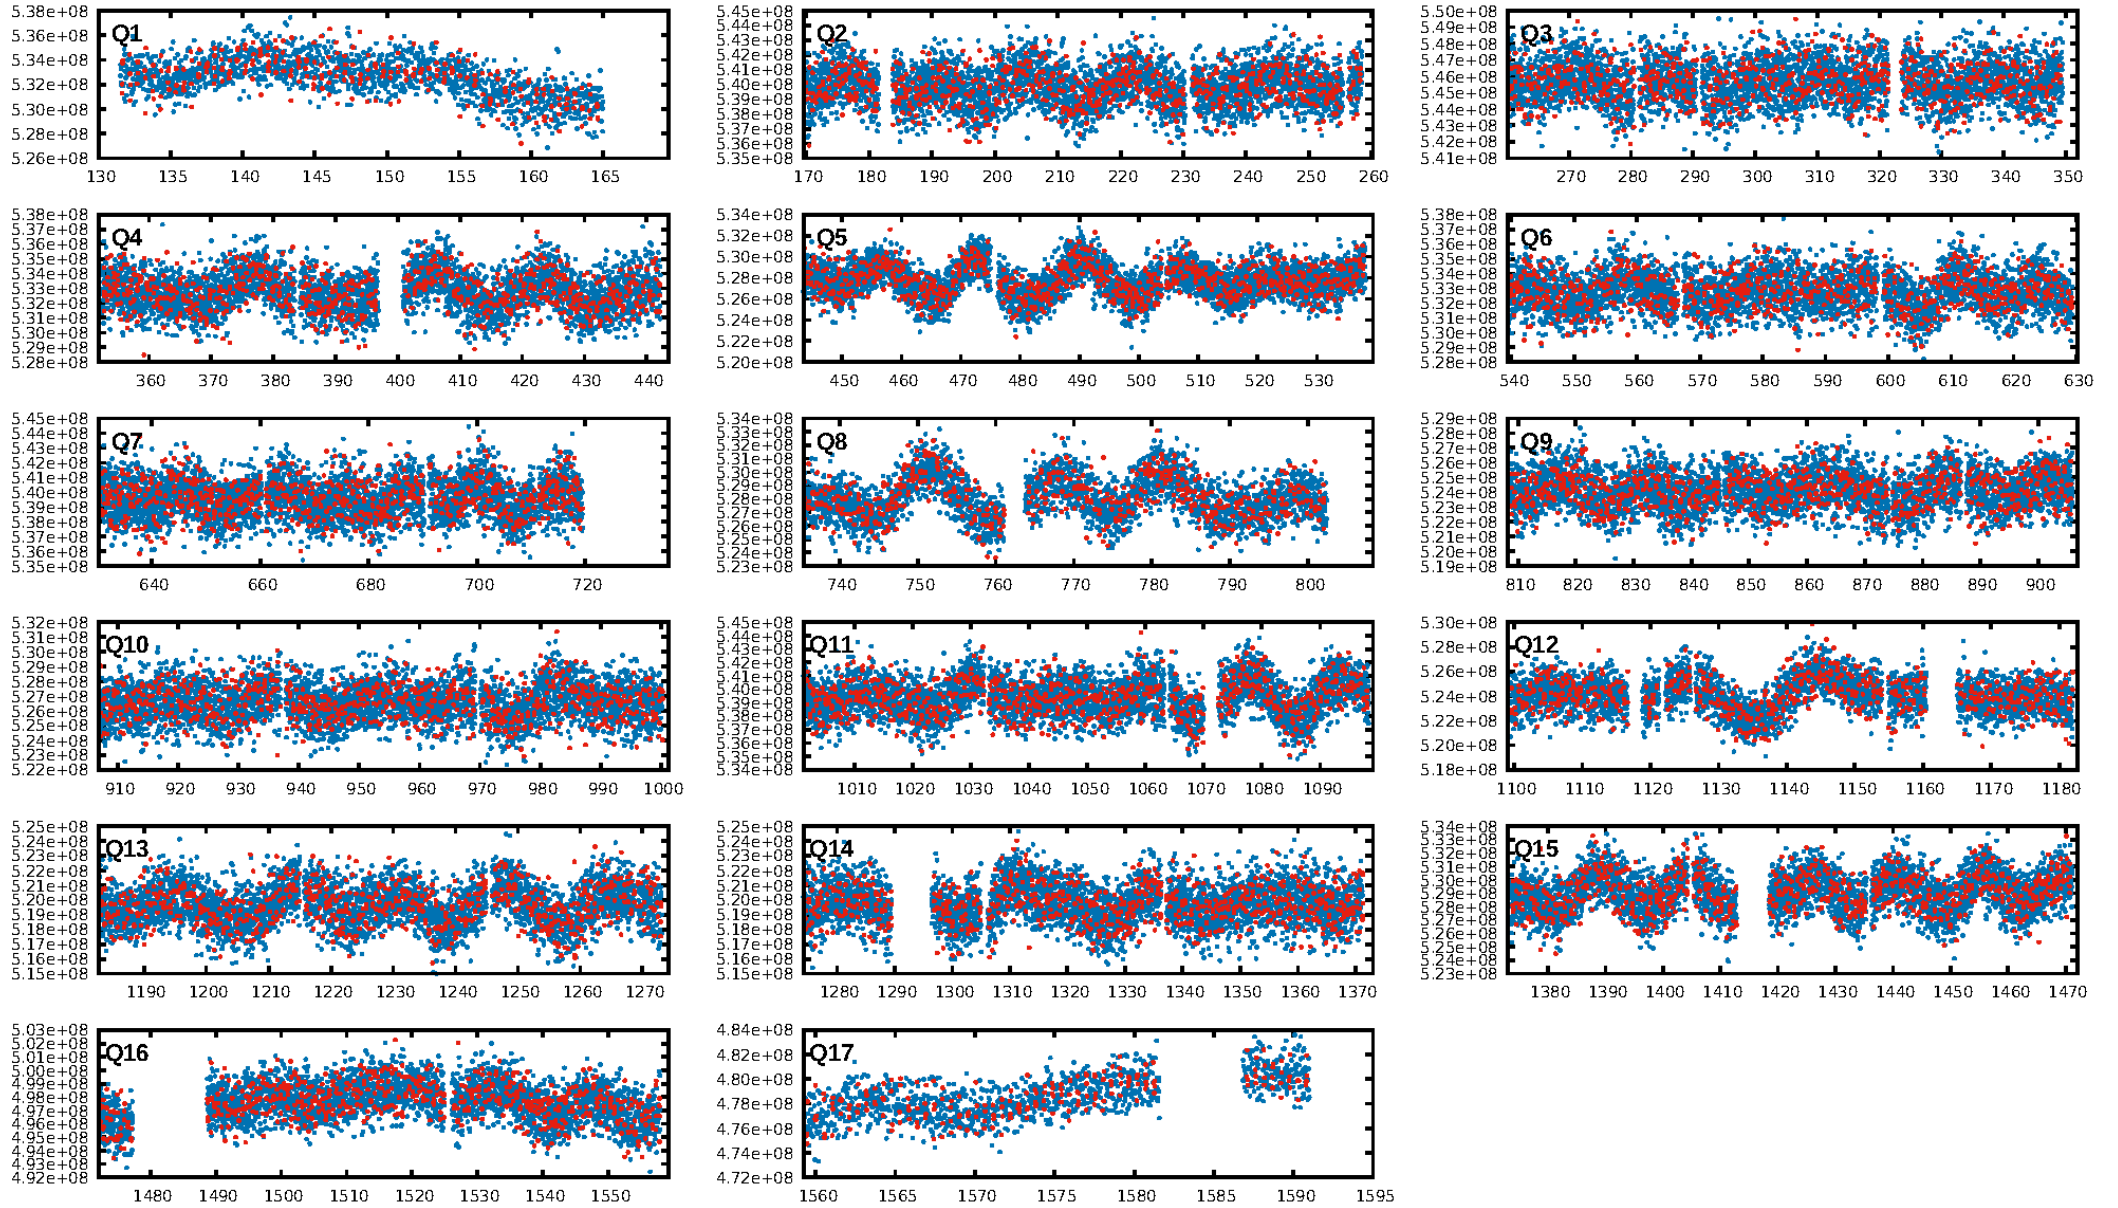 Q1
5.38e+08
5.36e+08
5.34e+08
5.32e+08
5.30e+08
5.28e+08
5.26e+08
130 135 140 145 150 155 160 165
Q2
5.45e+08
5.44e+08
5.43e+08
5.42e+08
5.41e+08
5.40e+08
5.39e+08
5.38e+08
5.37e+08
5.36e+08
5.35e+08
170 180 190 200 210 220 230 240 250 260
Q3
5.50e+08
5.49e+08
5.48e+08
5.47e+08
5.46e+08
5.45e+08
5.44e+08
5.43e+08
5.42e+08
5.41e+08
270 280 290 300 310 320 330 340 350
Q4
5.38e+08
5.37e+08
5.36e+08
5.35e+08
5.34e+08
5.33e+08
5.32e+08
5.31e+08
5.30e+08
5.29e+08
5.28e+08
360 370 380 390 400 410 420 430 440
Q5
5.34e+08
5.32e+08
5.30e+08
5.28e+08
5.26e+08
5.24e+08
5.22e+08
5.20e+08
450 460 470 480 490 500 510 520 530
Q6
5.38e+08
5.37e+08
5.36e+08
5.35e+08
5.34e+08
5.33e+08
5.32e+08
5.31e+08
5.30e+08
5.29e+08
5.28e+08
540 550 560 570 580 590 600 610 620 630
Q7
5.45e+08
5.44e+08
5.43e+08
5.42e+08
5.41e+08
5.40e+08
5.39e+08
5.38e+08
5.37e+08
5.36e+08
5.35e+08
640 660 680 700 720
Q8
5.34e+08
5.33e+08
5.32e+08
5.31e+08
5.30e+08
5.29e+08
5.28e+08
5.27e+08
5.26e+08
5.25e+08
5.24e+08
5.23e+08
740 750 760 770 780 790 800
Q9
5.29e+08
5.28e+08
5.27e+08
5.26e+08
5.25e+08
5.24e+08
5.23e+08
5.22e+08
5.21e+08
5.20e+08
5.19e+08
810 820 830 840 850 860 870 880 890 900
Q10
5.32e+08
5.31e+08
5.30e+08
5.29e+08
5.28e+08
5.27e+08
5.26e+08
5.25e+08
5.24e+08
5.23e+08
5.22e+08
910 920 930 940 950 960 970 980 990 1000
Q11
5.45e+08
5.44e+08
5.43e+08
5.42e+08
5.41e+08
5.40e+08
5.39e+08
5.38e+08
5.37e+08
5.36e+08
5.35e+08
5.34e+08
1010 1020 1030 1040 1050 1060 1070 1080 1090
Q12
5.30e+08
5.28e+08
5.26e+08
5.24e+08
5.22e+08
5.20e+08
5.18e+08
1100 1110 1120 1130 1140 1150 1160 1170 1180
Q13
5.25e+08
5.24e+08
5.23e+08
5.22e+08
5.21e+08
5.20e+08
5.19e+08
5.18e+08
5.17e+08
5.16e+08
5.15e+08
1190 1200 1210 1220 1230 1240 1250 1260 1270
Q14
5.25e+08
5.24e+08
5.23e+08
5.22e+08
5.21e+08
5.20e+08
5.19e+08
5.18e+08
5.17e+08
5.16e+08
5.15e+08
1280 1290 1300 1310 1320 1330 1340 1350 1360 1370
Q15
5.34e+08
5.33e+08
5.32e+08
5.31e+08
5.30e+08
5.29e+08
5.28e+08
5.27e+08
5.26e+08
5.25e+08
5.24e+08
5.23e+08
1380 1390 1400 1410 1420 1430 1440 1450 1460 1470
Q16
5.03e+08
5.02e+08
5.01e+08
5.00e+08
4.99e+08
4.98e+08
4.97e+08
4.96e+08
4.95e+08
4.94e+08
4.93e+08
4.92e+08
1480 1490 1500 1510 1520 1530 1540 1550
Q17
4.84e+08
4.82e+08
4.80e+08
4.78e+08
4.76e+08
4.74e+08
4.72e+08
1560 1565 1570 1575 1580 1585 1590 1595